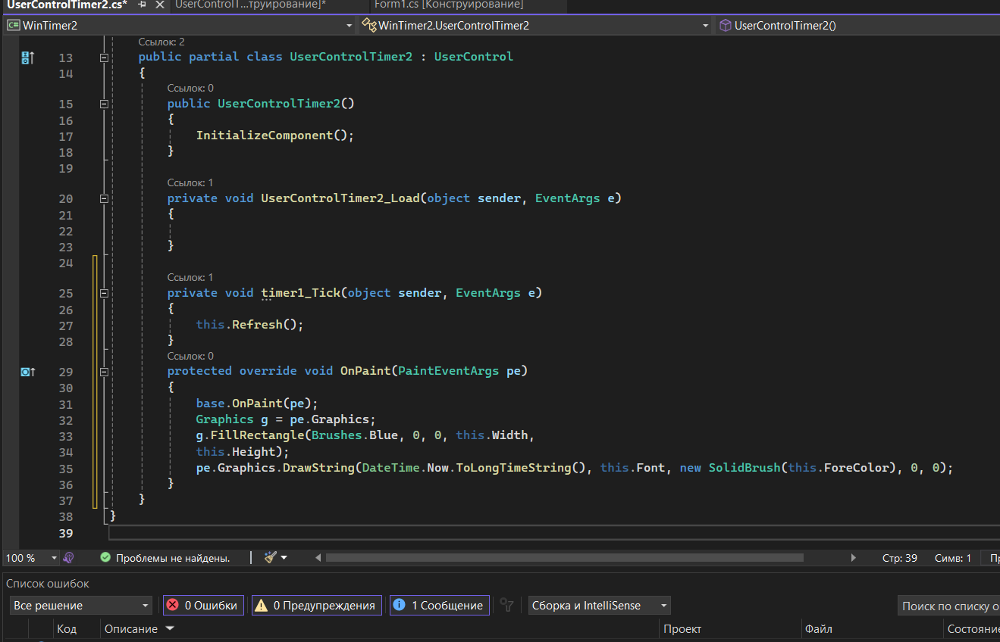 UserControlTimer2.cs*
UserControlT...труирование]*
Form1.cs [Конструирование]
C# WinTimer2
WinTimer2.UserControlTimer2
UserControlTimer2()
Ссылок: 2
13 public partial class UserControlTimer2 : UserControl
14 {
Ссылок: 0
15 public UserControlTimer2()
16 {
17 InitializeComponent();
18 }
19
Ссылок: 1
20 private void UserControlTimer2_Load(object sender, EventArgs e)
21 {
22
23 }
24
Ссылок: 1
25 private void timer1_Tick(object sender, EventArgs e)
26 {
27 this.Refresh();
28 }
Ссылок: 0
29 protected override void OnPaint(PaintEventArgs pe)
30 {
31 base.OnPaint(pe);
32 Graphics g = pe.Graphics;
33 g.FillRectangle(Brushes.Blue, 0, 0, this.Width,
34 this.Height);
35 pe.Graphics.DrawString(DateTime.Now.ToLongTimeString(), this.Font, new SolidBrush(this.ForeColor), 0, 0);
36 }
37 }
38 }
39
100 %
Проблемы не найдены.
Стр: 39
Симв: 1
Список ошибок
Все решение
0 Ошибки
0 Предупреждения
1 Сообщение
Сборка и IntelliSense
Поиск по списку о
Код
Описание
Проект
Файл
Состояние